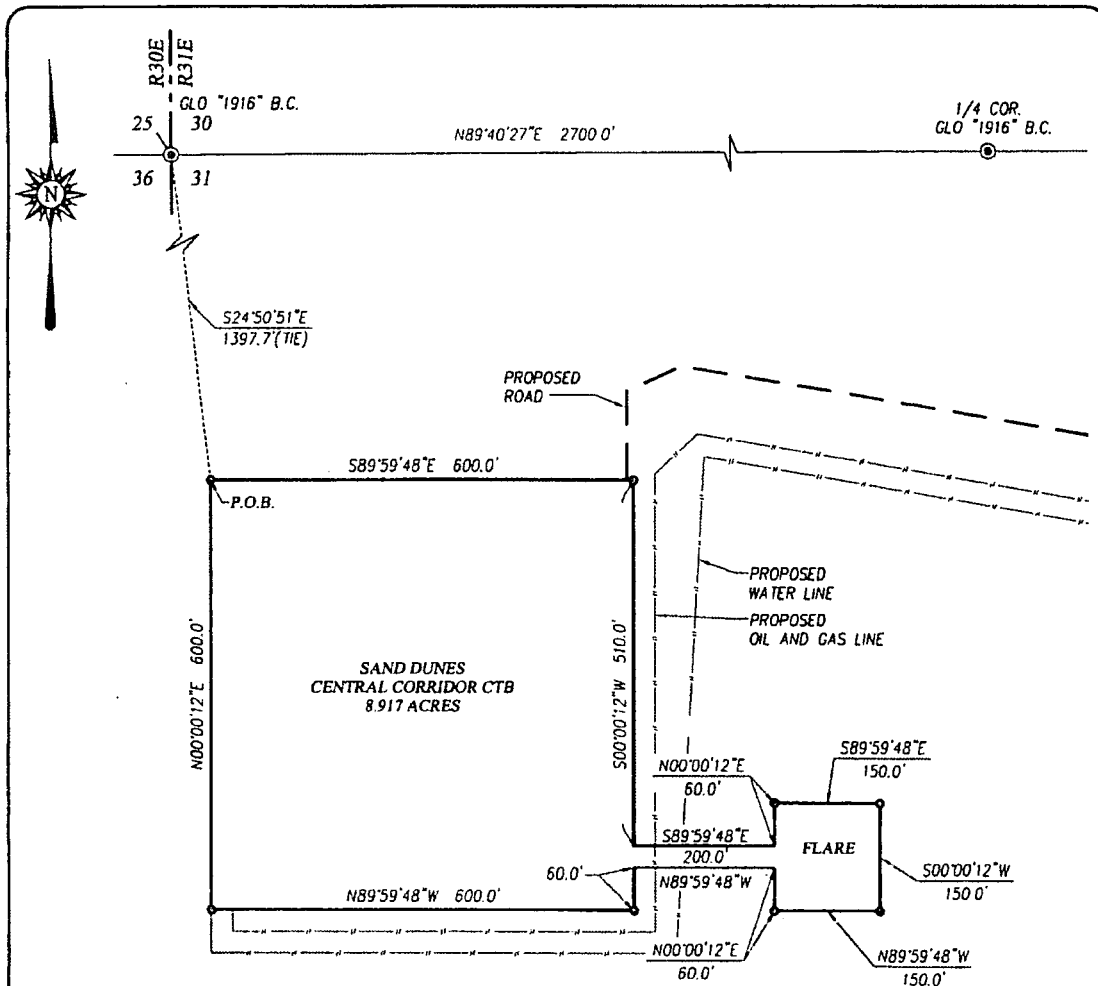 R30E
R31E
GLO "1916" B.C.
25 30
36 31
N89°40'27"E 2700.0'
1/4 COR.
GLO "1916" B.C.
N
S24°50'51"E
1397.7'(TIE)
PROPOSED
ROAD
S89°59'48"E 600.0'
P.O.B.
N00°00'12"E 600.0'
SAND DUNES
CENTRAL CORRIDOR CTB
8.917 ACRES
S00°00'12"W 510.0'
PROPOSED
WATER LINE
PROPOSED
OIL AND GAS LINE
N00°00'12"E
60.0'
S89°59'48"E
150.0'
S89°59'48"E
200.0'
N89°59'48"W
FLARE
S00°00'12"W
150.0'
60.0'
N89°59'48"W 600.0'
N00°00'12"E
60.0'
N89°59'48"W
150.0'